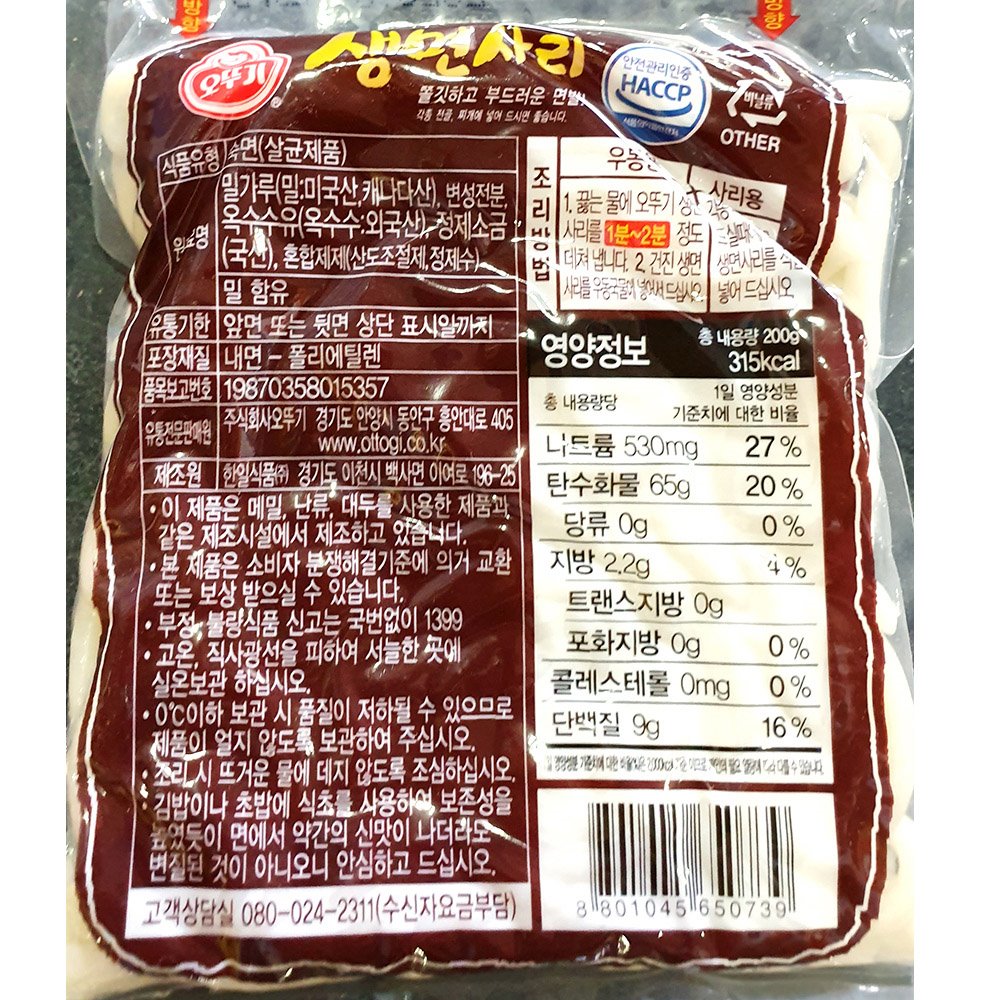 방향
방향
오뚜기
생면사리
쫄깃하고 부드러운 면발!
각종 전골, 찌개에 넣어 드시면 좋습니다.
안전관리인증
HACCP
비닐류
OTHER
식품유형 숙면(살균제품)
밀가루(밀:미국산,캐나다산), 변성전분,
옥수수유(옥수수:외국산), 정제소금
(국산), 혼합제제(산도조절제,정제수)
밀 함유
유통기한 앞면 또는 뒷면 상단 표시일까지
포장재질 내면 - 폴리에틸렌
품목보고번호 19870358015357
유통전문판매원 주식회사오뚜기 경기도 안양시 동안구 흥안대로 405
www.ottogi.co.kr
제조원 한일식품㈜ 경기도 이천시 백사면 이여로 196-25
• 이 제품은 메밀, 난류, 대두를 사용한 제품과
같은 제조시설에서 제조하고 있습니다.
• 본 제품은 소비자 분쟁해결기준에 의거 교환
또는 보상 받으실 수 있습니다.
• 부정·불량식품 신고는 국번없이 1399
• 고온, 직사광선을 피하여 서늘한 곳에
실온보관 하십시오.
• 0℃이하 보관 시 품질이 저하될 수 있으므로
제품이 얼지 않도록 보관하여 주십시오.
• 조리 시 뜨거운 물에 데지 않도록 조심하십시오.
• 김밥이나 초밥에 식초를 사용하여 보존성을
높였듯이 면에서 약간의 신맛이 나더라도
변질된 것이 아니오니 안심하고 드십시오.
고객상담실 080-024-2311(수신자요금부담)
조리방법
사리용
1. 끓는 물에 오뚜기 생면
사리를 1분~2분 정도
데쳐 냅니다. 2. 건진 생면
사리를 우동국물에 넣어서 드십시오.
생면사리를
넣어 드십시오
영양정보
총 내용량 200g
315kcal
총 내용량당
1일 영양성분
기준치에 대한 비율
나트륨 530mg 27%
탄수화물 65g 20%
당류 0g 0%
지방 2.2g 4%
트랜스지방 0g
포화지방 0g 0%
콜레스테롤 0mg 0%
단백질 9g 16%
8 801045 650739